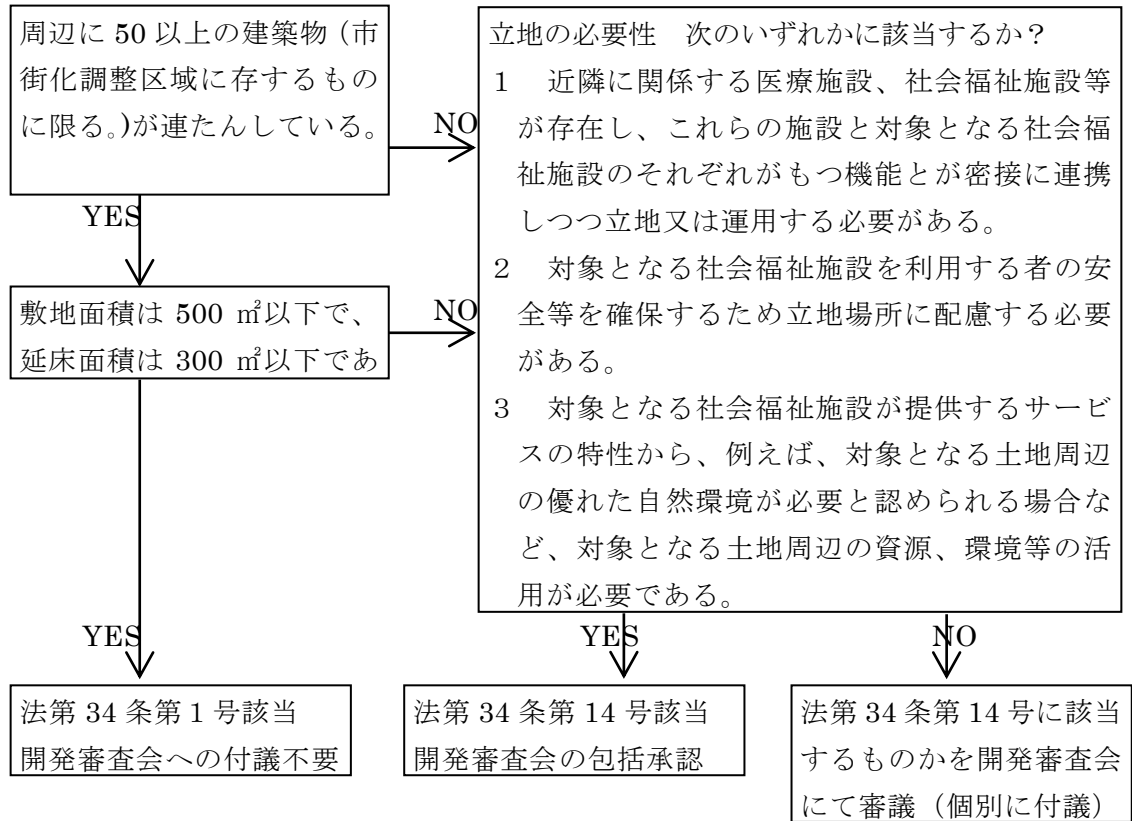 周辺に 50 以上の建築物（市
街化調整区域に存するもの
に限る。)が連たんしている。
NO
YES
敷地面積は 500 ㎡以下で、
延床面積は 300 ㎡以下であ
NO
立地の必要性　次のいずれかに該当するか？
１　近隣に関係する医療施設、社会福祉施設等
が存在し、これらの施設と対象となる社会福
祉施設のそれぞれがもつ機能とが密接に連携
しつつ立地又は運用する必要がある。
２　対象となる社会福祉施設を利用する者の安
全等を確保するため立地場所に配慮する必要
がある。
３　対象となる社会福祉施設が提供するサービ
スの特性から、例えば、対象となる土地周辺
の優れた自然環境が必要と認められる場合な
ど、対象となる土地周辺の資源、環境等の活
用が必要である。
YES
YES
NO
法第 34 条第 1 号該当
開発審査会への付議不要
法第 34 条第 14 号該当
開発審査会の包括承認
法第 34 条第 14 号に該当
するものかを開発審査会
にて審議（個別に付議）